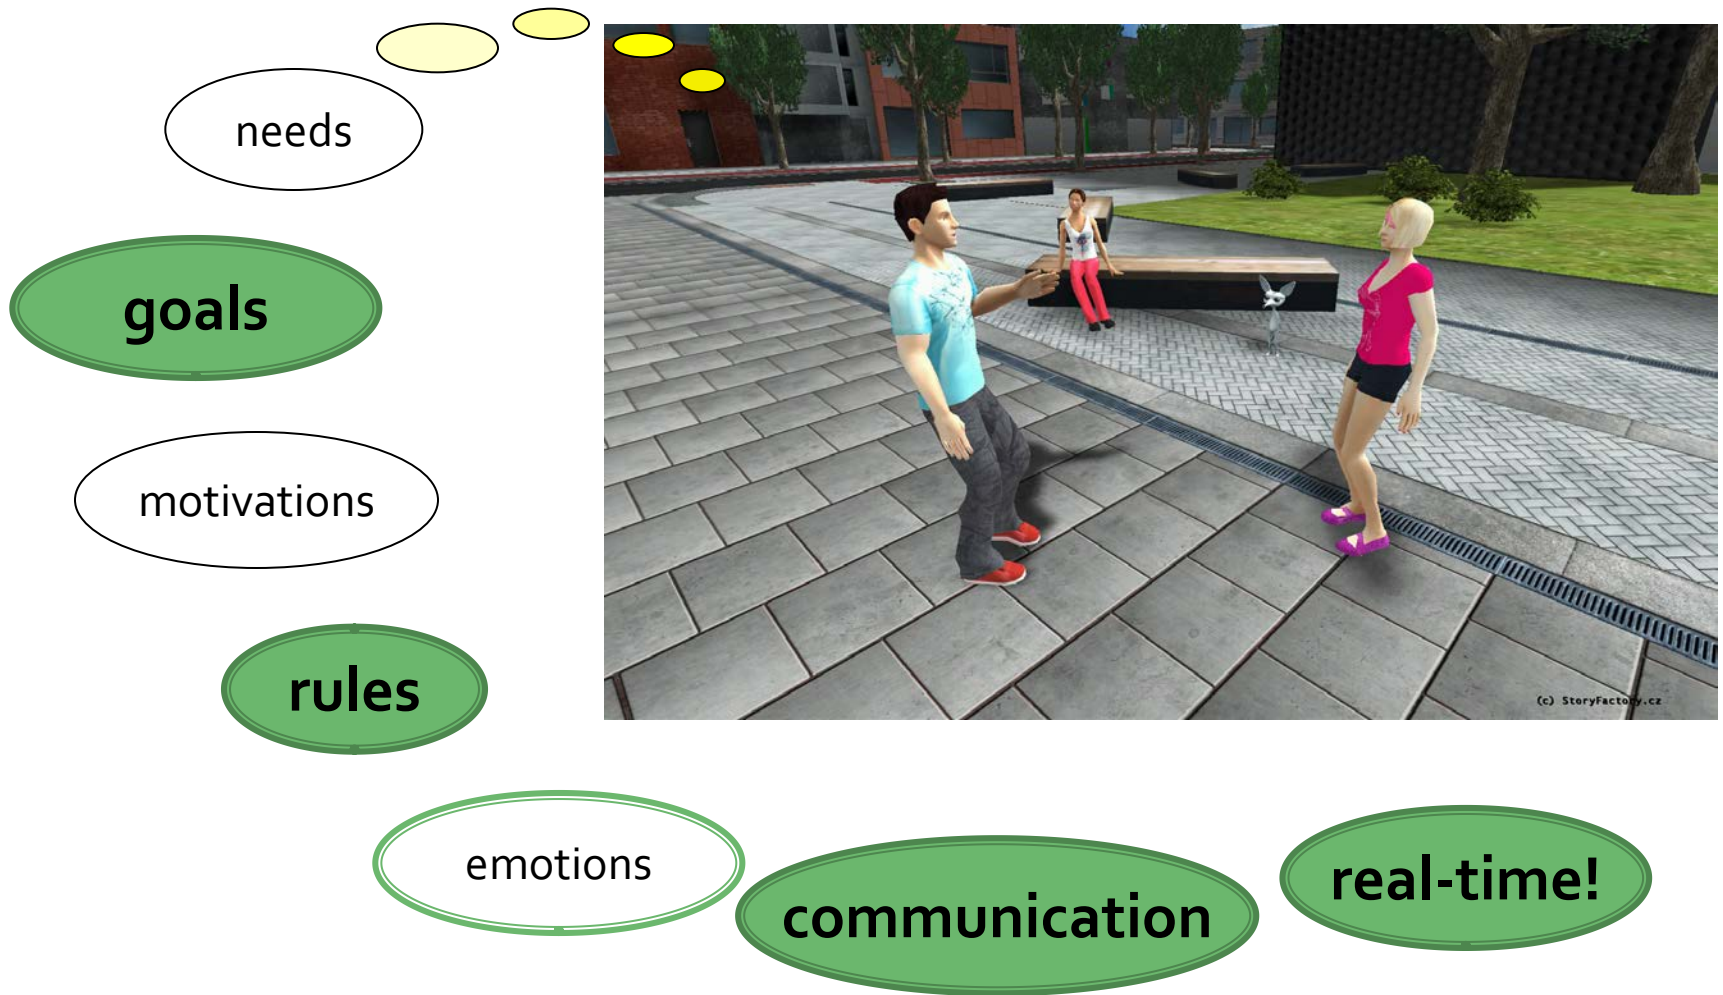 needs
goals
motivations
rules
emotions
communication
real-time!
(c) StoryFactory.cz